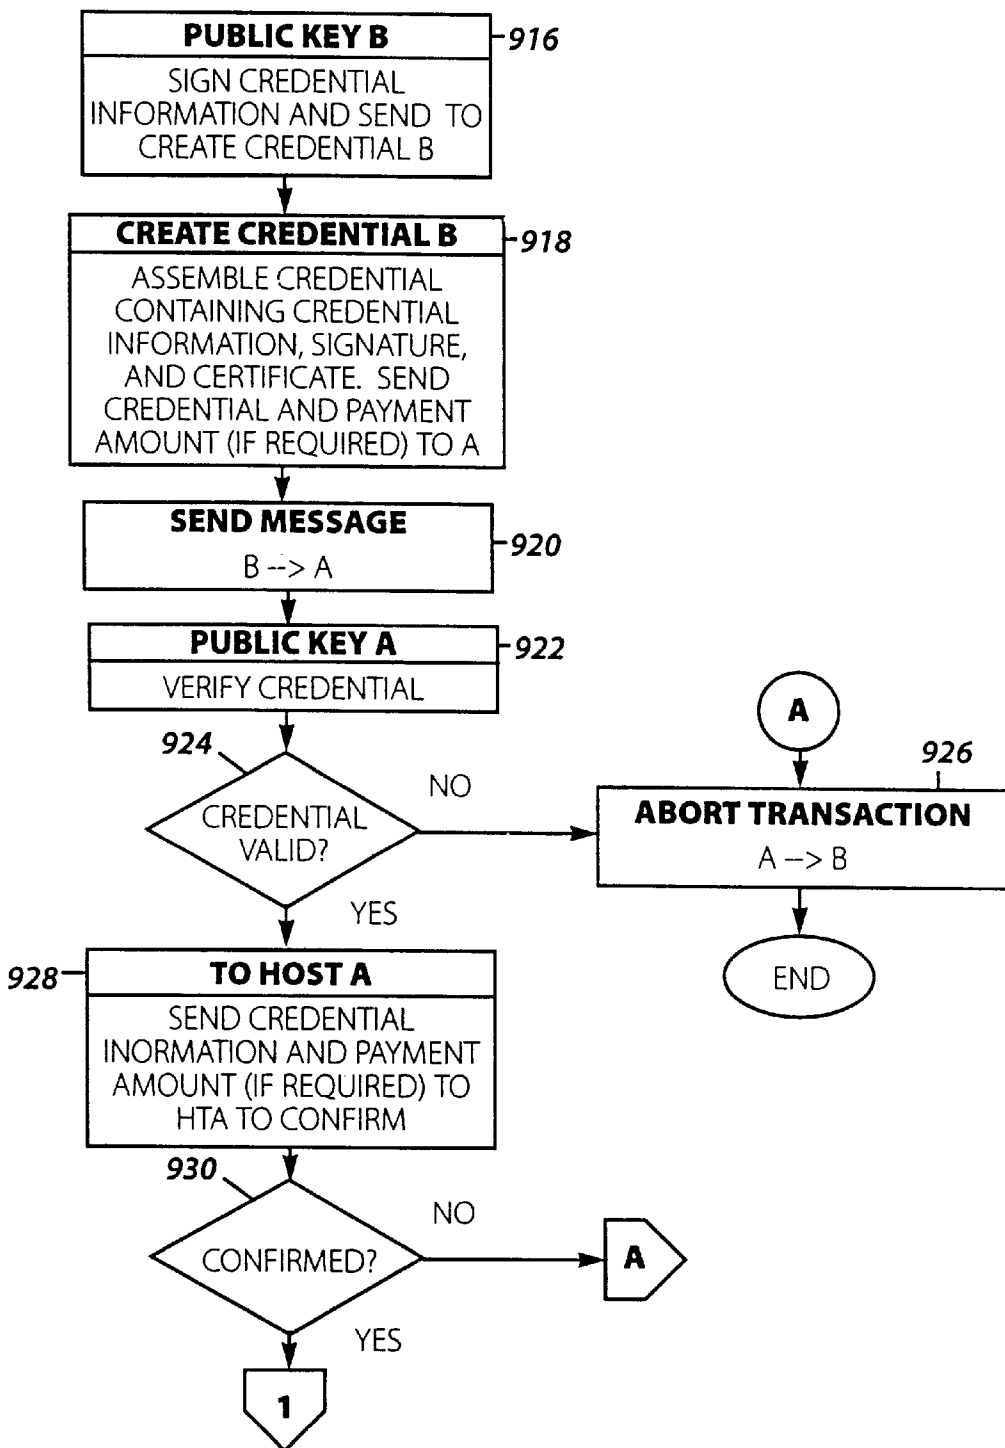 PUBLIC KEY B
916
SIGN CREDENTIAL
INFORMATION AND SEND TO
CREATE CREDENTIAL B
CREATE CREDENTIAL B
918
ASSEMBLE CREDENTIAL
CONTAINING CREDENTIAL
INFORMATION, SIGNATURE,
AND CERTIFICATE. SEND
CREDENTIAL AND PAYMENT
AMOUNT (IF REQUIRED) TO A
SEND MESSAGE
920
B --> A
PUBLIC KEY A
922
VERIFY CREDENTIAL
924
CREDENTIAL
VALID?
NO
YES
A
926
ABORT TRANSACTION
A --> B
END
928
TO HOST A
SEND CREDENTIAL
INORMATION AND PAYMENT
AMOUNT (IF REQUIRED) TO
HTA TO CONFIRM
930
CONFIRMED?
NO
A
YES
1